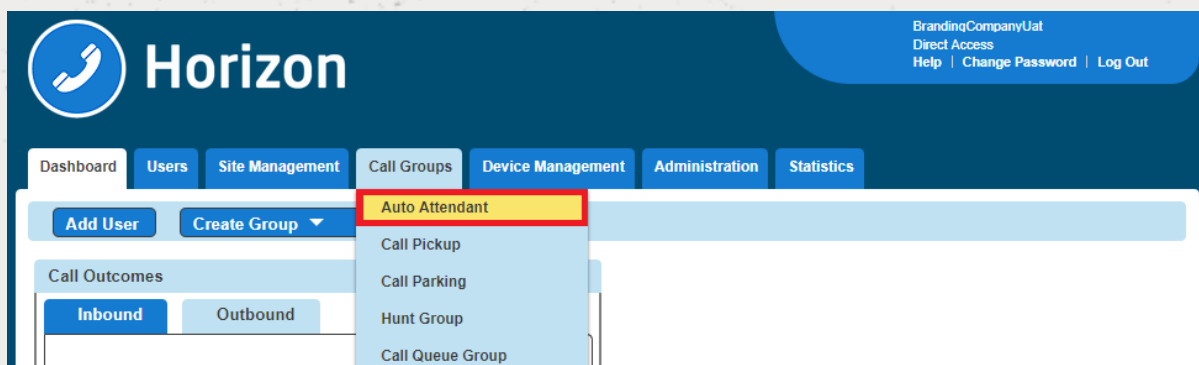 BrandingCompanyUat
Direct Access
Help | Change Password | Log Out
Horizon
Dashboard Users Site Management Call Groups Device Management Administration Statistics
Auto Attendant
Add User Create Group
Call Pickup
Call Outcomes
Call Parking
Inbound Outbound
Hunt Group
Call Queue Group